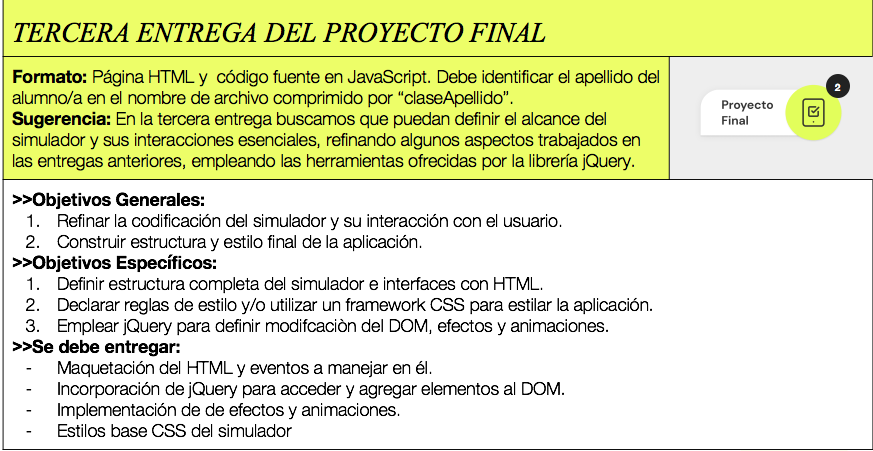 TERCERA ENTREGA DEL PROYECTO FINAL
Formato: Página HTML y código fuente en JavaScript. Debe identificar el apellido del
alumno/a en el nombre de archivo comprimido por “claseApellido”.
Sugerencia: En la tercera entrega buscamos que puedan definir el alcance del
simulador y sus interacciones esenciales, refinando algunos aspectos trabajados en
las entregas anteriores, empleando las herramientas ofrecidas por la librería jQuery.
2
Proyecto
Final
>>Objetivos Generales:
1. Refinar la codificación del simulador y su interacción con el usuario.
2. Construir estructura y estilo final de la aplicación.
>>Objetivos Específicos:
1. Definir estructura completa del simulador e interfaces con HTML.
2. Declarar reglas de estilo y/o utilizar un framework CSS para estilar la aplicación.
3. Emplear jQuery para definir modifcaciòn del DOM, efectos y animaciones.
>>Se debe entregar:
- Maquetación del HTML y eventos a manejar en él.
- Incorporación de jQuery para acceder y agregar elementos al DOM.
- Implementación de de efectos y animaciones.
- Estilos base CSS del simulador